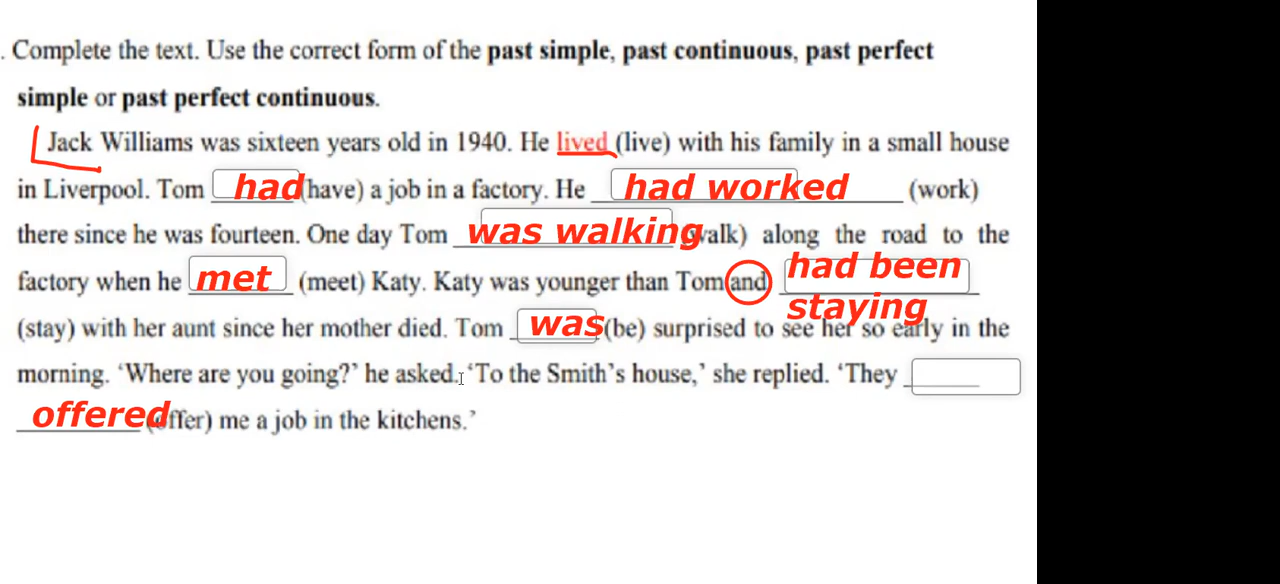 . Complete the text. Use the correct form of the past simple, past continuous, past perfect
simple or past perfect continuous.
Jack Williams was sixteen years old in 1940. He lived (live) with his family in a small house
in Liverpool. Tom had (have) a job in a factory. He had worked (work)
there since he was fourteen. One day Tom was walking (walk) along the road to the
factory when he met (meet) Katy. Katy was younger than Tom and had been
staying
(stay) with her aunt since her mother died. Tom was (be) surprised to see her so early in the
morning. ‘Where are you going?’ he asked. ‘To the Smith’s house,’ she replied. ‘They
offered (offer) me a job in the kitchens.’